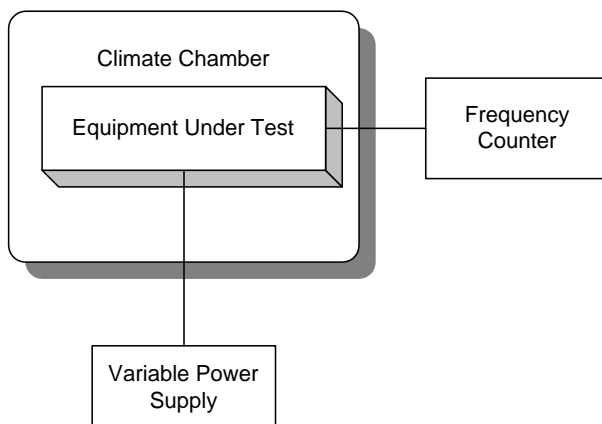 Climate Chamber
Equipment Under Test
Frequency
Counter
Variable Power
Supply